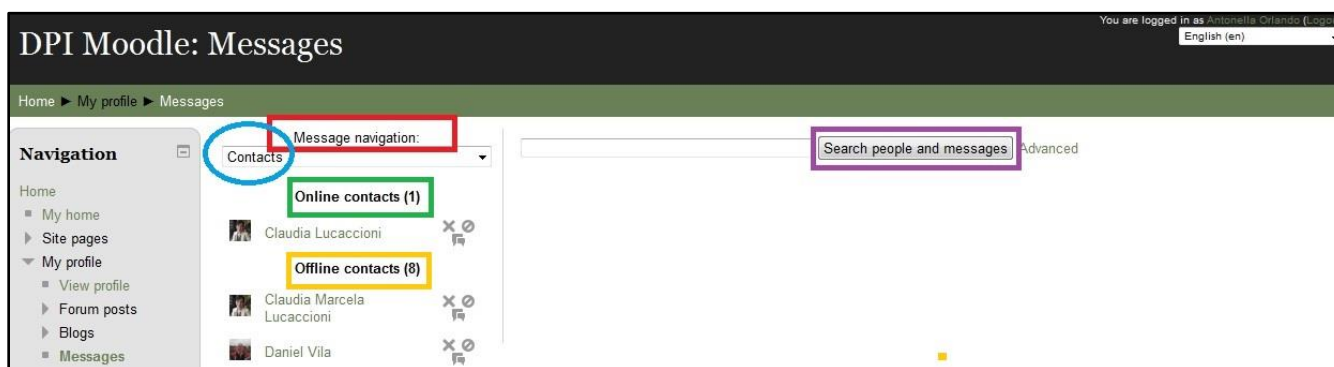 You are logged in as Antonella Orlando (Logou
English (en)
DPI Moodle: Messages
Home ► My profile ► Messages
Navigation
Home
My home
Site pages
My profile
View profile
Forum posts
Blogs
Messages
Message navigation:
Contacts
Online contacts (1)
Claudia Lucaccioni
Offline contacts (8)
Claudia Marcela
Lucaccioni
Daniel Vila
Search people and messages
Advanced